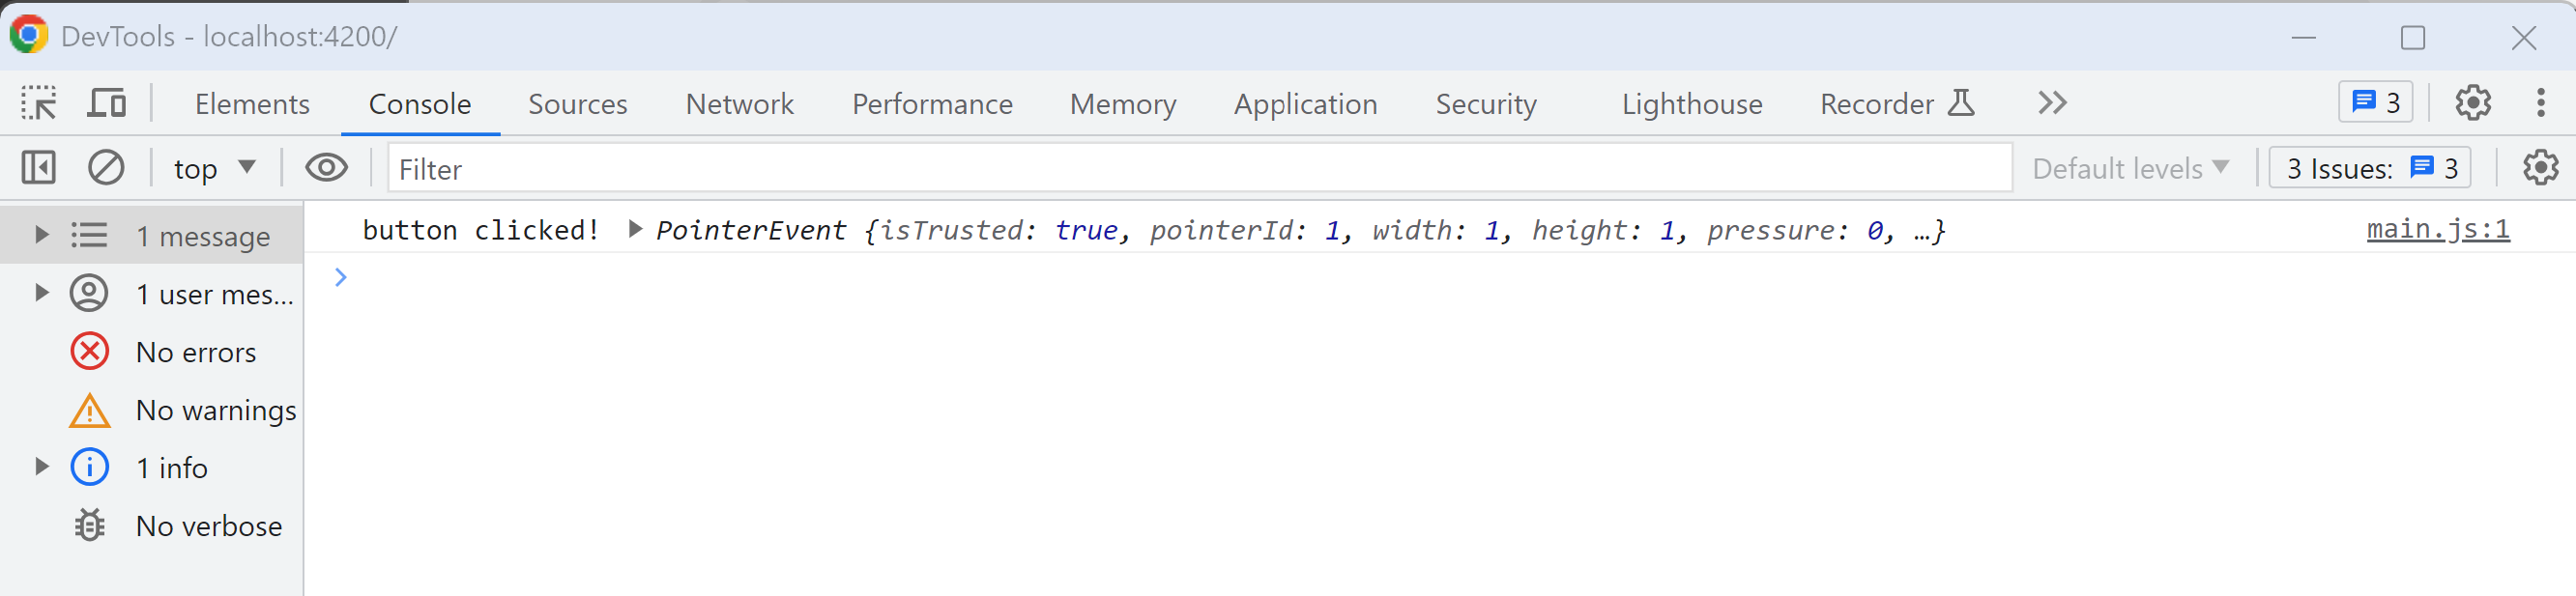 DevTools - localhost:4200/
Elements Console Sources Network Performance Memory Application Security Lighthouse Recorder 3
top Filter Default levels 3 Issues: 3
1 message
button clicked! PointerEvent {isTrusted: true, pointerId: 1, width: 1, height: 1, pressure: 0, …} main.js:1
1 user mes...
No errors
No warnings
1 info
No verbose